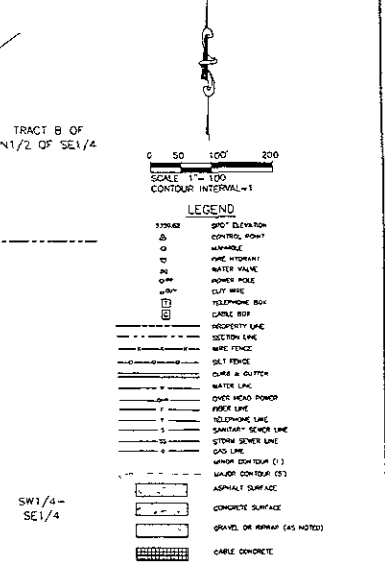 TRACT B OF
N1/2 OF SE1/4
0 50 100' 200
SCALE 1"= 100
CONTOUR INTERVAL=1
LEGEND
SPOT ELEVATION
CONTROL POINT
MANHOLE
FIRE HYDRANT
WATER VALVE
POWER POLE
GUY WIRE
T TELEPHONE BOX
C CABLE BOX
PROPERTY LINE
SECTION LINE
X X X WIRE FENCE
SILT FENCE
CURB & GUTTER
W WATER LINE
OHP OVER HEAD POWER
F FIBER LINE
T TELEPHONE LINE
S SANITARY SEWER LINE
SS STORM SEWER LINE
G GAS LINE
MINOR CONTOUR (1')
MAJOR CONTOUR (5')
ASPHALT SURFACE
CONCRETE SURFACE
GRAVEL OR RIPRAP (AS NOTED)
CABLE CONCRETE
SW1/4-
SE1/4